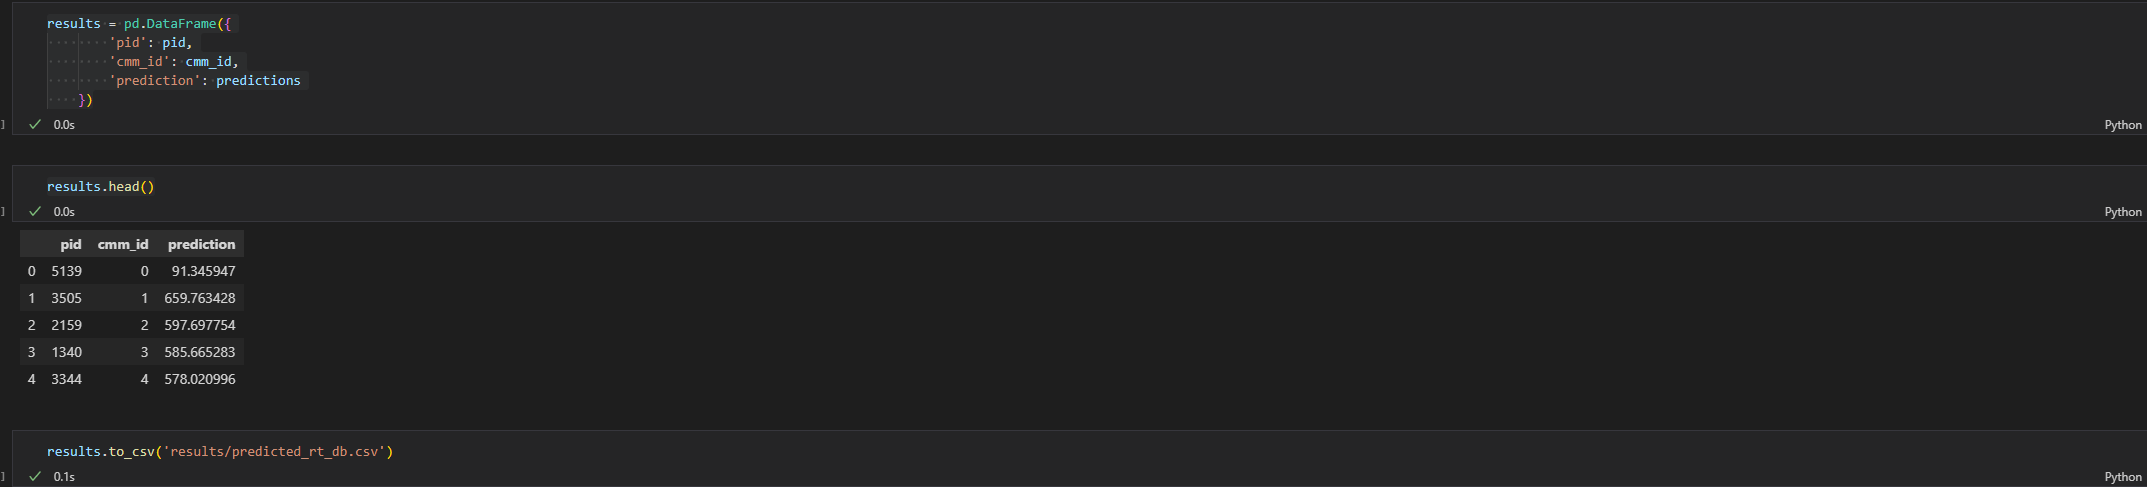 results = pd.DataFrame({
'pid': pid,
'cmm_id': cmm_id,
'prediction': predictions
})
] ✓ 0.0s Python
results.head()
] ✓ 0.0s Python
pid cmm_id prediction
0 5139 0 91.345947
1 3505 1 659.763428
2 2159 2 597.697754
3 1340 3 585.665283
4 3344 4 578.020996
results.to_csv('results/predicted_rt_db.csv')
] ✓ 0.1s Python